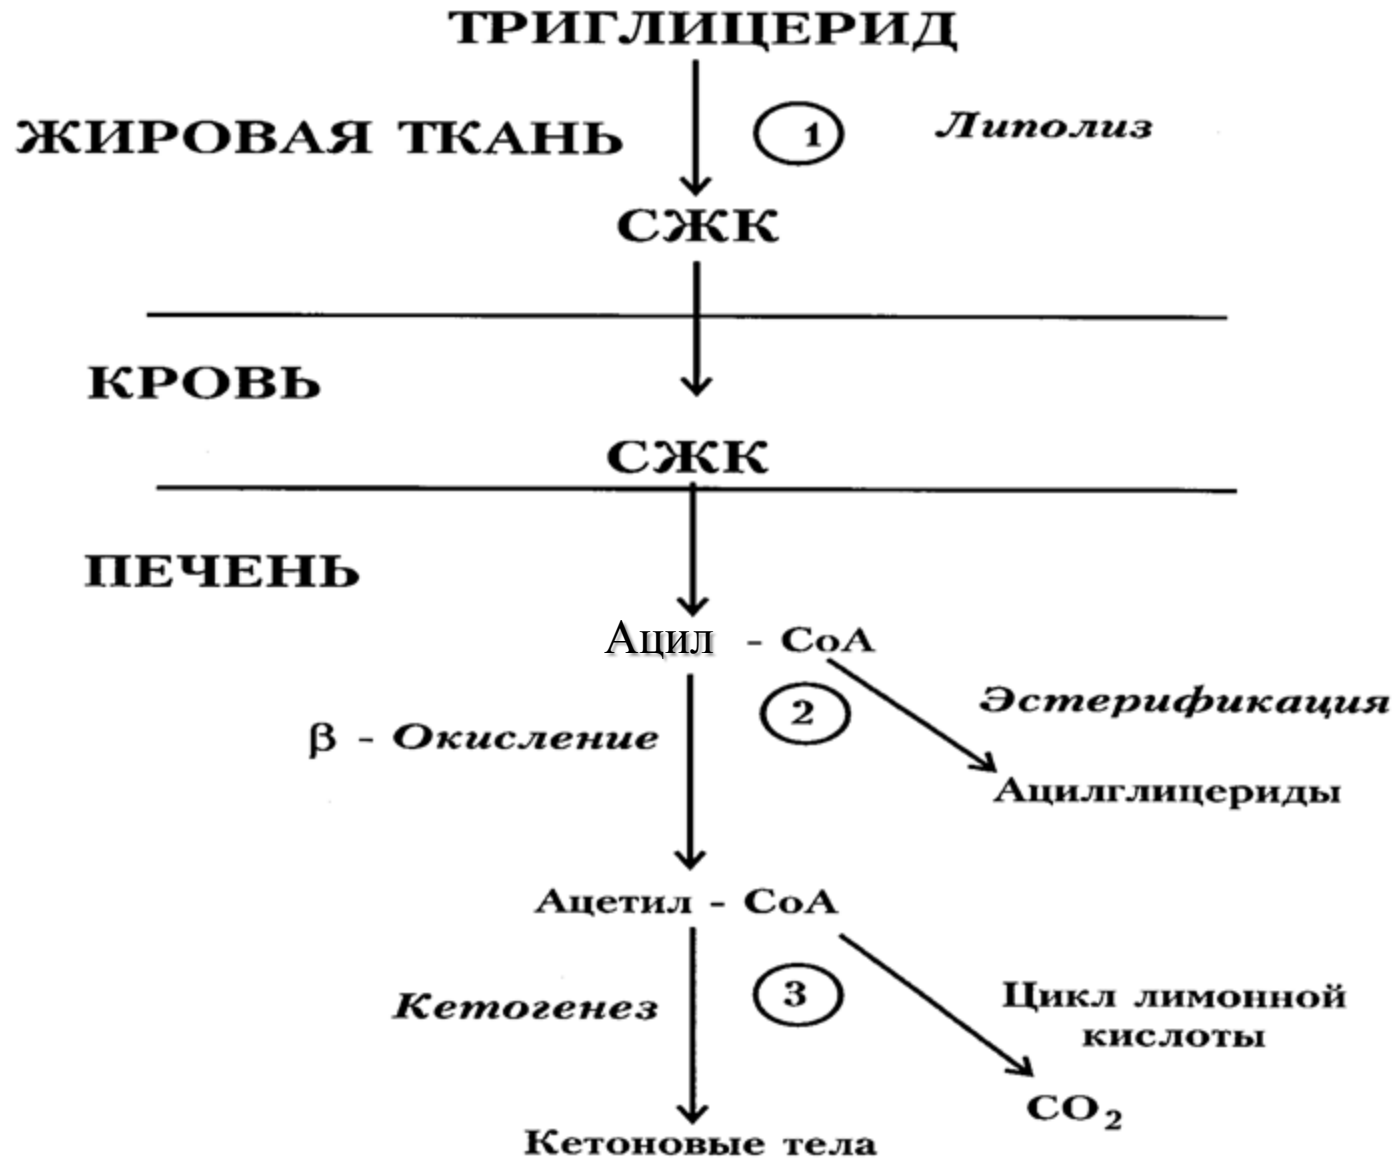 ТРИГЛИЦЕРИД
ЖИРОВАЯ ТКАНЬ
1
Липолиз
СЖК
КРОВЬ
СЖК
ПЕЧЕНЬ
Ацил - CoA
2
Эстерификация
β - Окисление
Ацилглицериды
Ацетил - CoA
3
Кетогенез
Цикл лимонной
кислоты
CO₂
Кетоновые тела